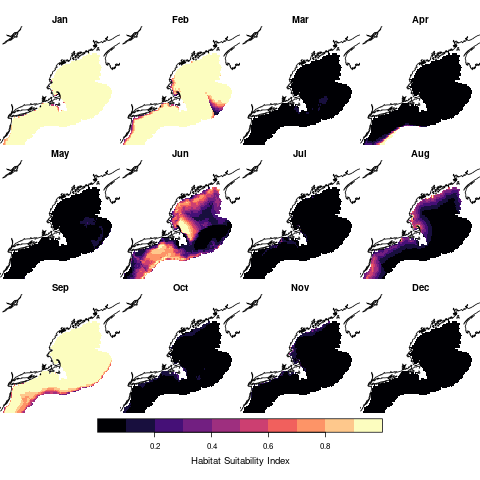 Jan Feb Mar Apr
May Jun Jul Aug
Sep Oct Nov Dec
0.2 0.4 0.6 0.8
Habitat Suitability Index